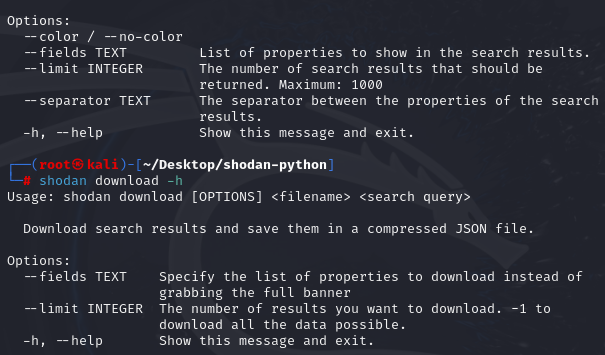 Options:
  --color / --no-color
  --fields TEXT          List of properties to show in the search results.
  --limit INTEGER        The number of search results that should be
                         returned. Maximum: 1000
  --separator TEXT       The separator between the properties of the search
                         results.
  -h, --help             Show this message and exit.
┌──(root㉿kali)-[~/Desktop/shodan-python]
└─# shodan download -h
Usage: shodan download [OPTIONS] <filename> <search query>
  Download search results and save them in a compressed JSON file.
Options:
  --fields TEXT    Specify the list of properties to download instead of
                   grabbing the full banner
  --limit INTEGER  The number of results you want to download. -1 to
                   download all the data possible.
  -h, --help       Show this message and exit.